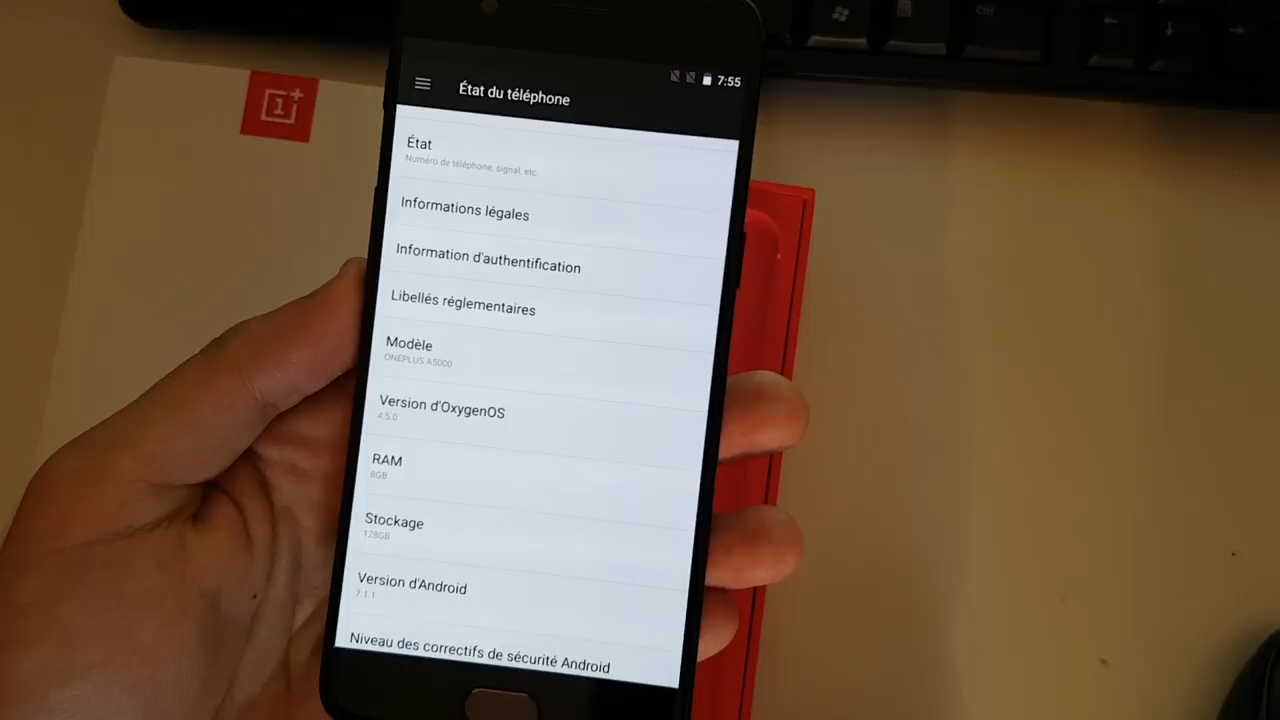 7:55
État du téléphone
État
Numéro de téléphone, signal, etc.
Informations légales
Information d'authentification
Libellés réglementaires
Modèle
ONEPLUS A5000
Version d'OxygenOS
4.5.0
RAM
8GB
Stockage
128GB
Version d'Android
7.1.1
Niveau des correctifs de sécurité Android
1+
Ctrl